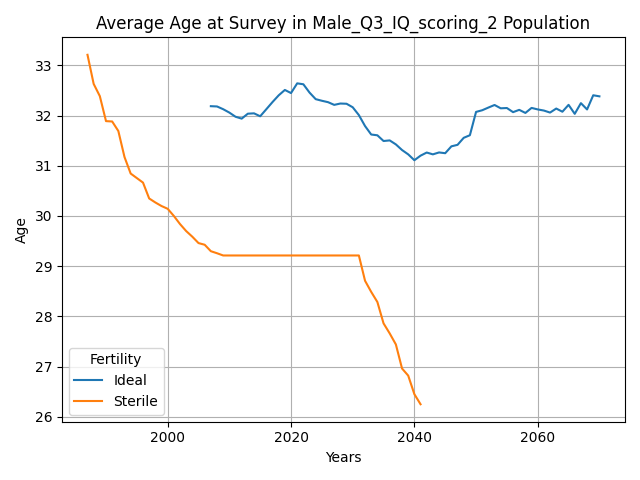 Average Age at Survey in Male_Q3_IQ_scoring_2 Population
Age
33
32
31
30
29
28
27
26
Fertility
Ideal
Sterile
2000
2020
2040
2060
Years